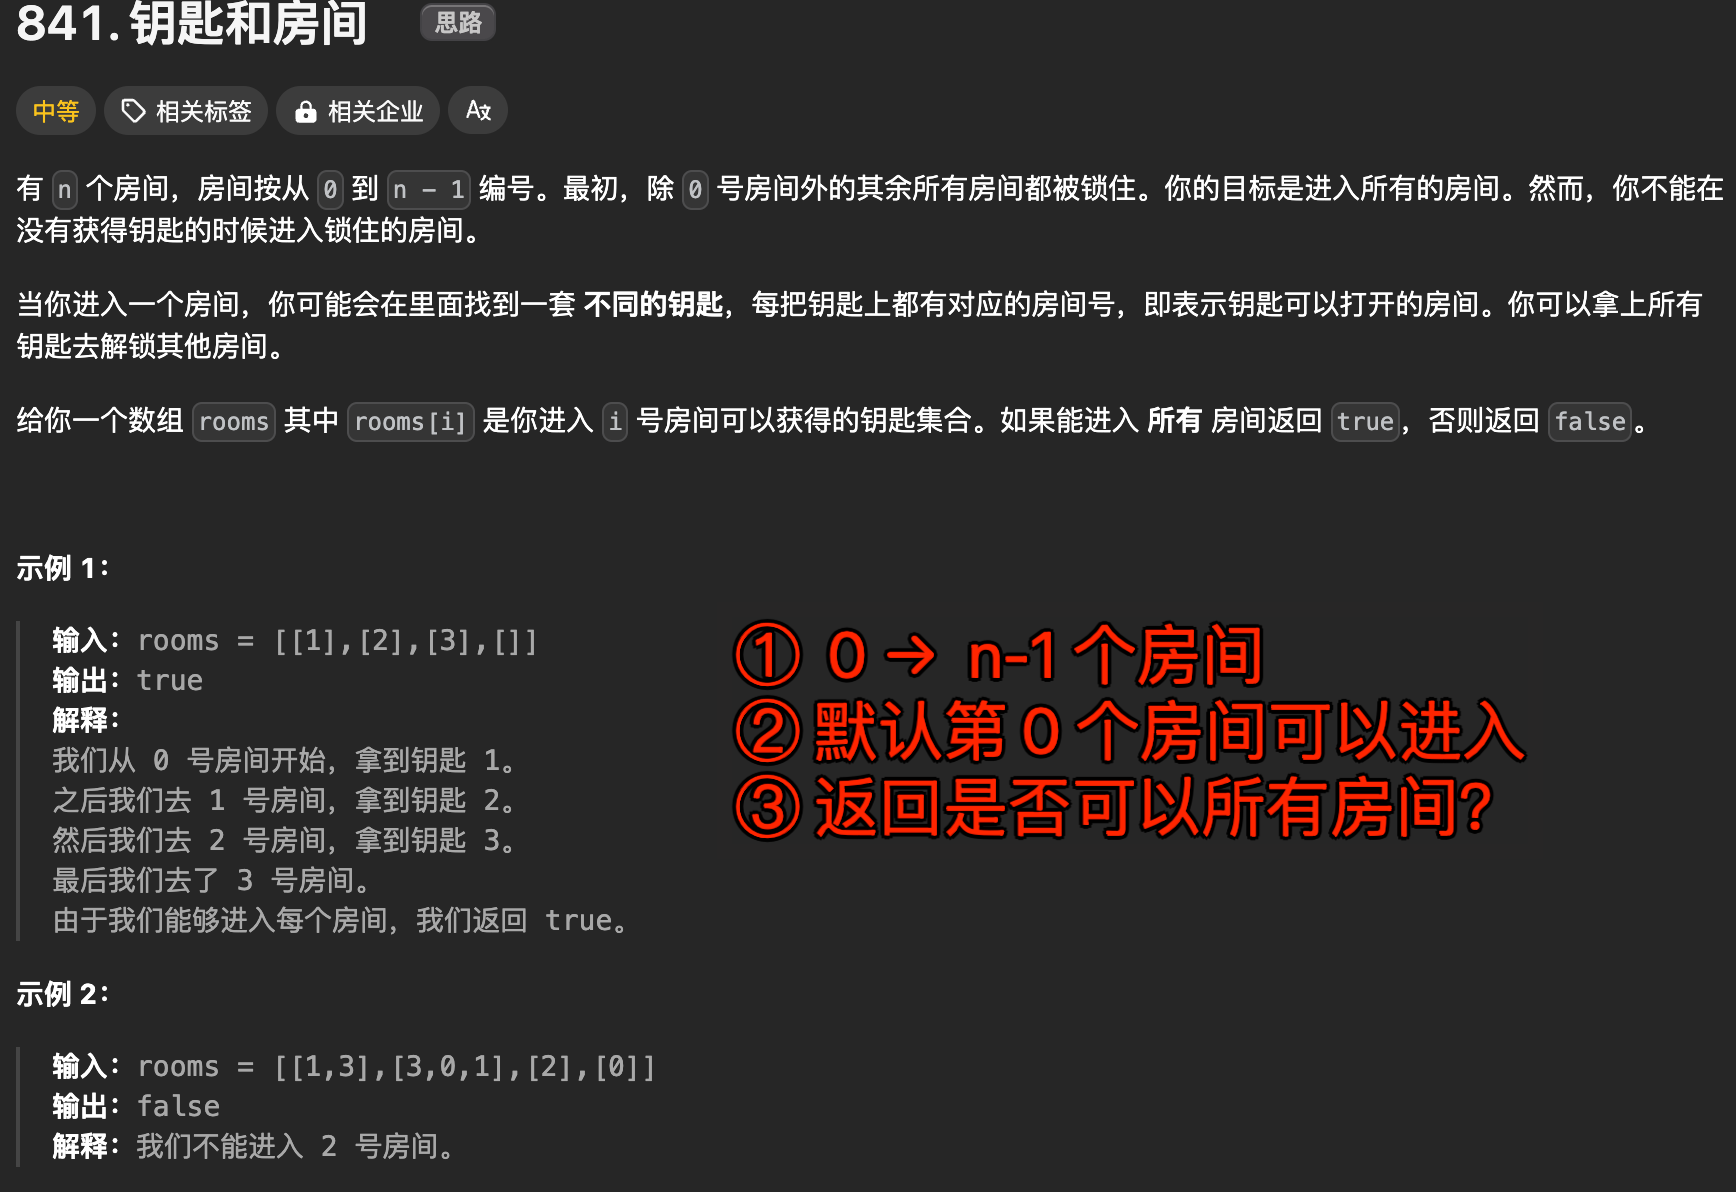 841. 钥匙和房间 思路
中等 相关标签 相关企业 A文
有 n 个房间，房间按从 0 到 n - 1 编号。最初，除 0 号房间外的其余所有房间都被锁住。你的目标是进入所有的房间。然而，你不能在
没有获得钥匙的时候进入锁住的房间。
当你进入一个房间，你可能会在里面找到一套 不同的钥匙，每把钥匙上都有对应的房间号，即表示钥匙可以打开的房间。你可以拿上所有
钥匙去解锁其他房间。
给你一个数组 rooms 其中 rooms[i] 是你进入 i 号房间可以获得的钥匙集合。如果能进入 所有 房间返回 true，否则返回 false。
示例 1：
输入：rooms = [[1],[2],[3],[]]
输出：true
解释：
我们从 0 号房间开始，拿到钥匙 1。
之后我们去 1 号房间，拿到钥匙 2。
然后我们去 2 号房间，拿到钥匙 3。
最后我们去了 3 号房间。
由于我们能够进入每个房间，我们返回 true。
① 0 → n-1 个房间
② 默认第 0 个房间可以进入
③ 返回是否可以所有房间？
示例 2：
输入：rooms = [[1,3],[3,0,1],[2],[0]]
输出：false
解释：我们不能进入 2 号房间。